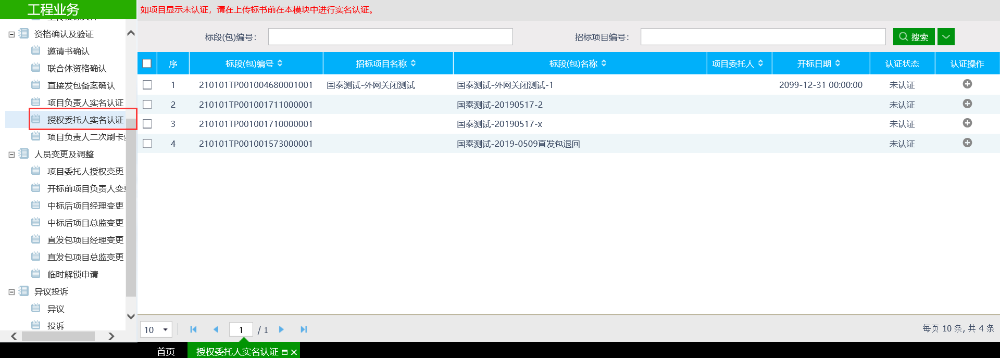 工程业务
如项目显示未认证，请在上传标书前在本模块中进行实名认证。
资格确认及验证
邀请书确认
联合体资格确认
直接发包备案确认
项目负责人实名认证
授权委托人实名认证
项目负责人二次刷卡
人员变更及调整
项目委托人授权变更
开标前项目负责人变
中标后项目经理变更
中标后项目总监变更
直发包项目经理变更
直发包项目总监变更
临时解锁申请
异议投诉
异议
投诉
标段(包)编号：
招标项目编号：
搜索
序 标段(包)编号 招标项目名称 标段(包)名称 项目委托人 开标日期 认证状态 认证操作
1 210101TP001004680001001 国泰测试-外网关闭测试 国泰测试-外网关闭测试-1 2099-12-31 00:00:00 未认证
2 210101TP001001711000001 国泰测试-20190517-2 未认证
3 210101TP001001710000001 国泰测试-20190517-x 未认证
4 210101TP001001573000001 国泰测试-2019-0509直发包退回 未认证
10 1 / 1 每页 10 条, 共 4 条
首页 授权委托人实名认证